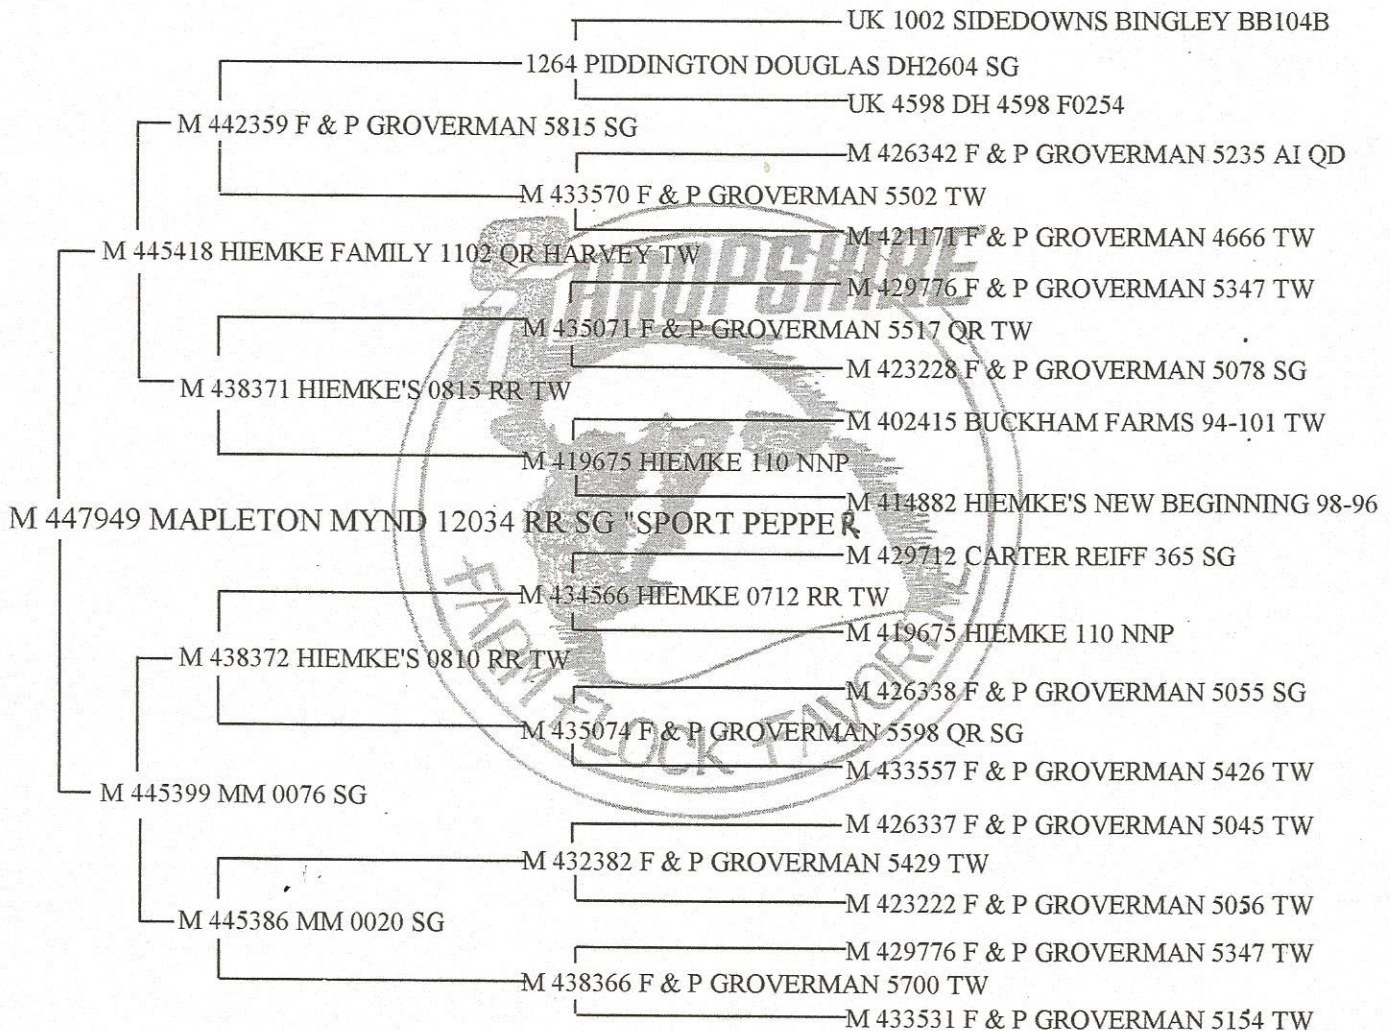 UK 1002 SIDEDOWNS BINGLEY BB104B
1264 PIDDINGTON DOUGLAS DH2604 SG
UK 4598 DH 4598 F0254
M 442359 F & P GROVERMAN 5815 SG
M 426342 F & P GROVERMAN 5235 AI QD
M 433570 F & P GROVERMAN 5502 TW
M 421171 F & P GROVERMAN 4666 TW
M 445418 HIEMKE FAMILY 1102 QR HARVEY TW
M 429776 F & P GROVERMAN 5347 TW
M 435071 F & P GROVERMAN 5517 QR TW
M 423228 F & P GROVERMAN 5078 SG
M 438371 HIEMKE'S 0815 RR TW
M 402415 BUCKHAM FARMS 94-101 TW
M 419675 HIEMKE 110 NNP
M 414882 HIEMKE'S NEW BEGINNING 98-96
M 447949 MAPLETON MYND 12034 RR SG "SPORT PEPPER
M 429712 CARTER REIFF 365 SG
M 434566 HIEMKE 0712 RR TW
M 419675 HIEMKE 110 NNP
M 438372 HIEMKE'S 0810 RR TW
M 426338 F & P GROVERMAN 5055 SG
M 435074 F & P GROVERMAN 5598 QR SG
M 433557 F & P GROVERMAN 5426 TW
M 445399 MM 0076 SG
M 426337 F & P GROVERMAN 5045 TW
M 432382 F & P GROVERMAN 5429 TW
M 423222 F & P GROVERMAN 5056 TW
M 445386 MM 0020 SG
M 429776 F & P GROVERMAN 5347 TW
M 438366 F & P GROVERMAN 5700 TW
M 433531 F & P GROVERMAN 5154 TW
SHROPSHIRE
FARM FLOCK FAVORITE